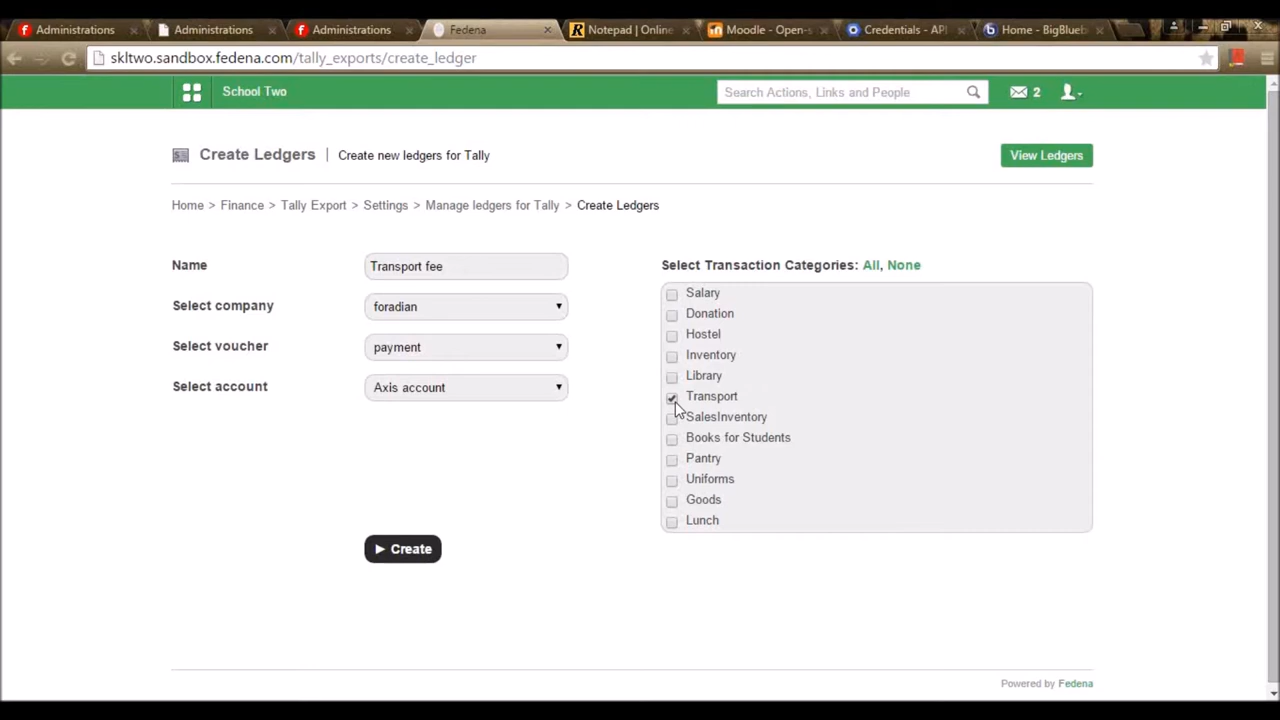 Administrations
Administrations
Administrations
Fedena
Notepad | Online
Moodle - Open-s
Credentials - API
Home - BigBlueb
skltwo.sandbox.fedena.com/tally_exports/create_ledger
School Two
Search Actions, Links and People
2
Create Ledgers | Create new ledgers for Tally
View Ledgers
Home > Finance > Tally Export > Settings > Manage ledgers for Tally > Create Ledgers
Name
Transport fee
Select company
foradian
Select voucher
payment
Select account
Axis account
Create
Select Transaction Categories: All, None
Salary
Donation
Hostel
Inventory
Library
Transport
SalesInventory
Books for Students
Pantry
Uniforms
Goods
Lunch
Powered by Fedena